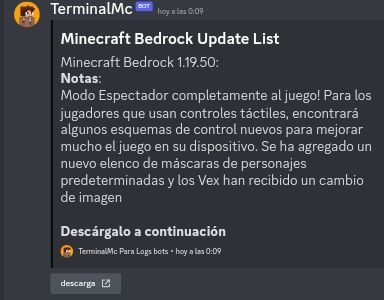 TerminalMc BOT hoy a las 0:09
Minecraft Bedrock Update List
Minecraft Bedrock 1.19.50:
Notas:
Modo Espectador completamente al juego! Para los
jugadores que usan controles táctiles, encontrará
algunos esquemas de control nuevos para mejorar
mucho el juego en su dispositivo. Se ha agregado un
nuevo elenco de máscaras de personajes
predeterminadas y los Vex han recibido un cambio
de imagen
Descárgalo a continuación
TerminalMc Para Logs bots • hoy a las 0:09
descarga